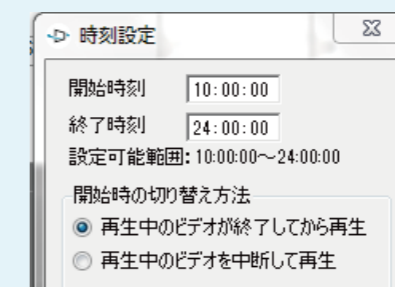 時刻設定
開始時刻 10:00:00
終了時刻 24:00:00
設定可能範囲:10:00:00～24:00:00
開始時の切り替え方法
再生中のビデオが終了してから再生
再生中のビデオを中断して再生